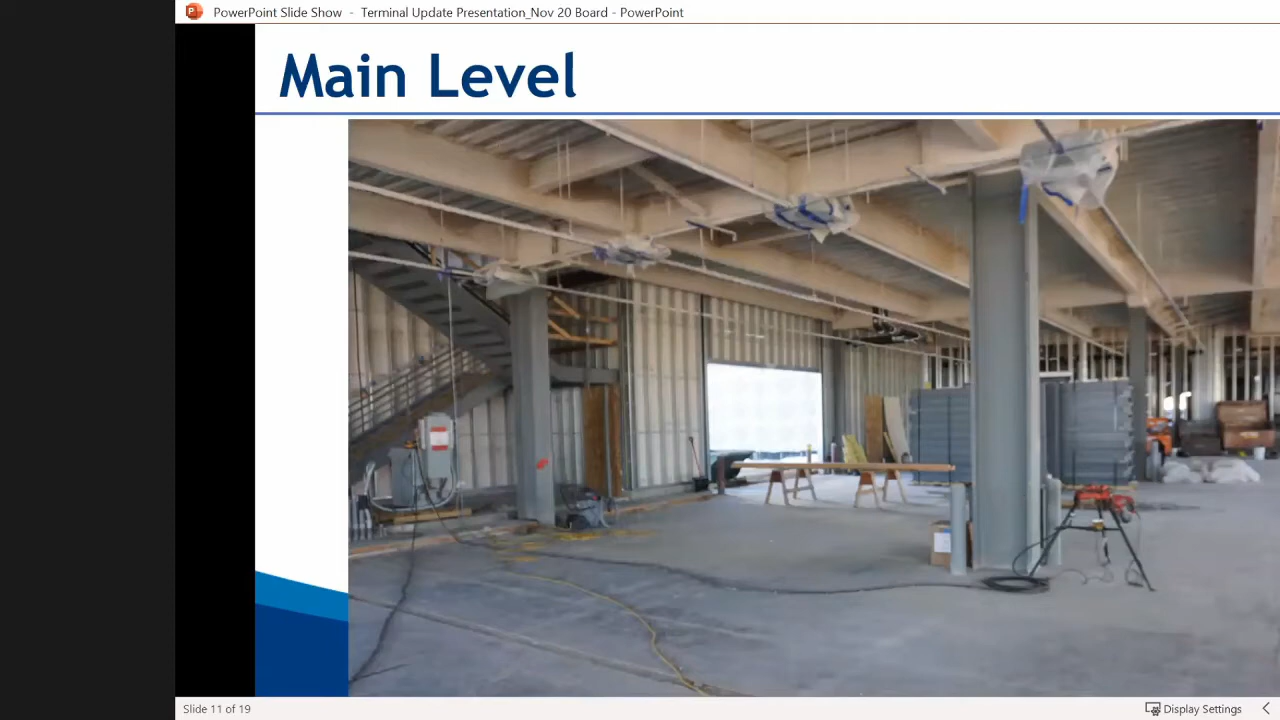 PowerPoint Slide Show - Terminal Update Presentation_Nov 20 Board - PowerPoint
Main Level
Slide 11 of 19
Display Settings